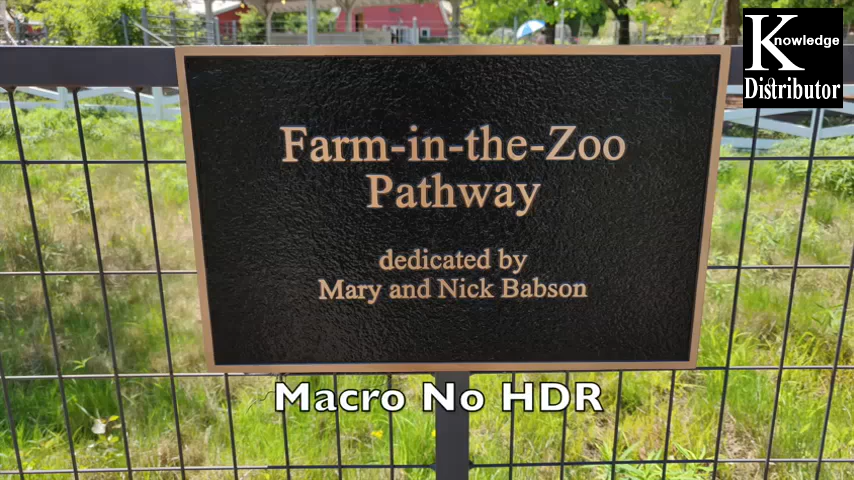 Knowledge
Distributor
Farm-in-the-Zoo
Pathway
dedicated by
Mary and Nick Babson
Macro No HDR